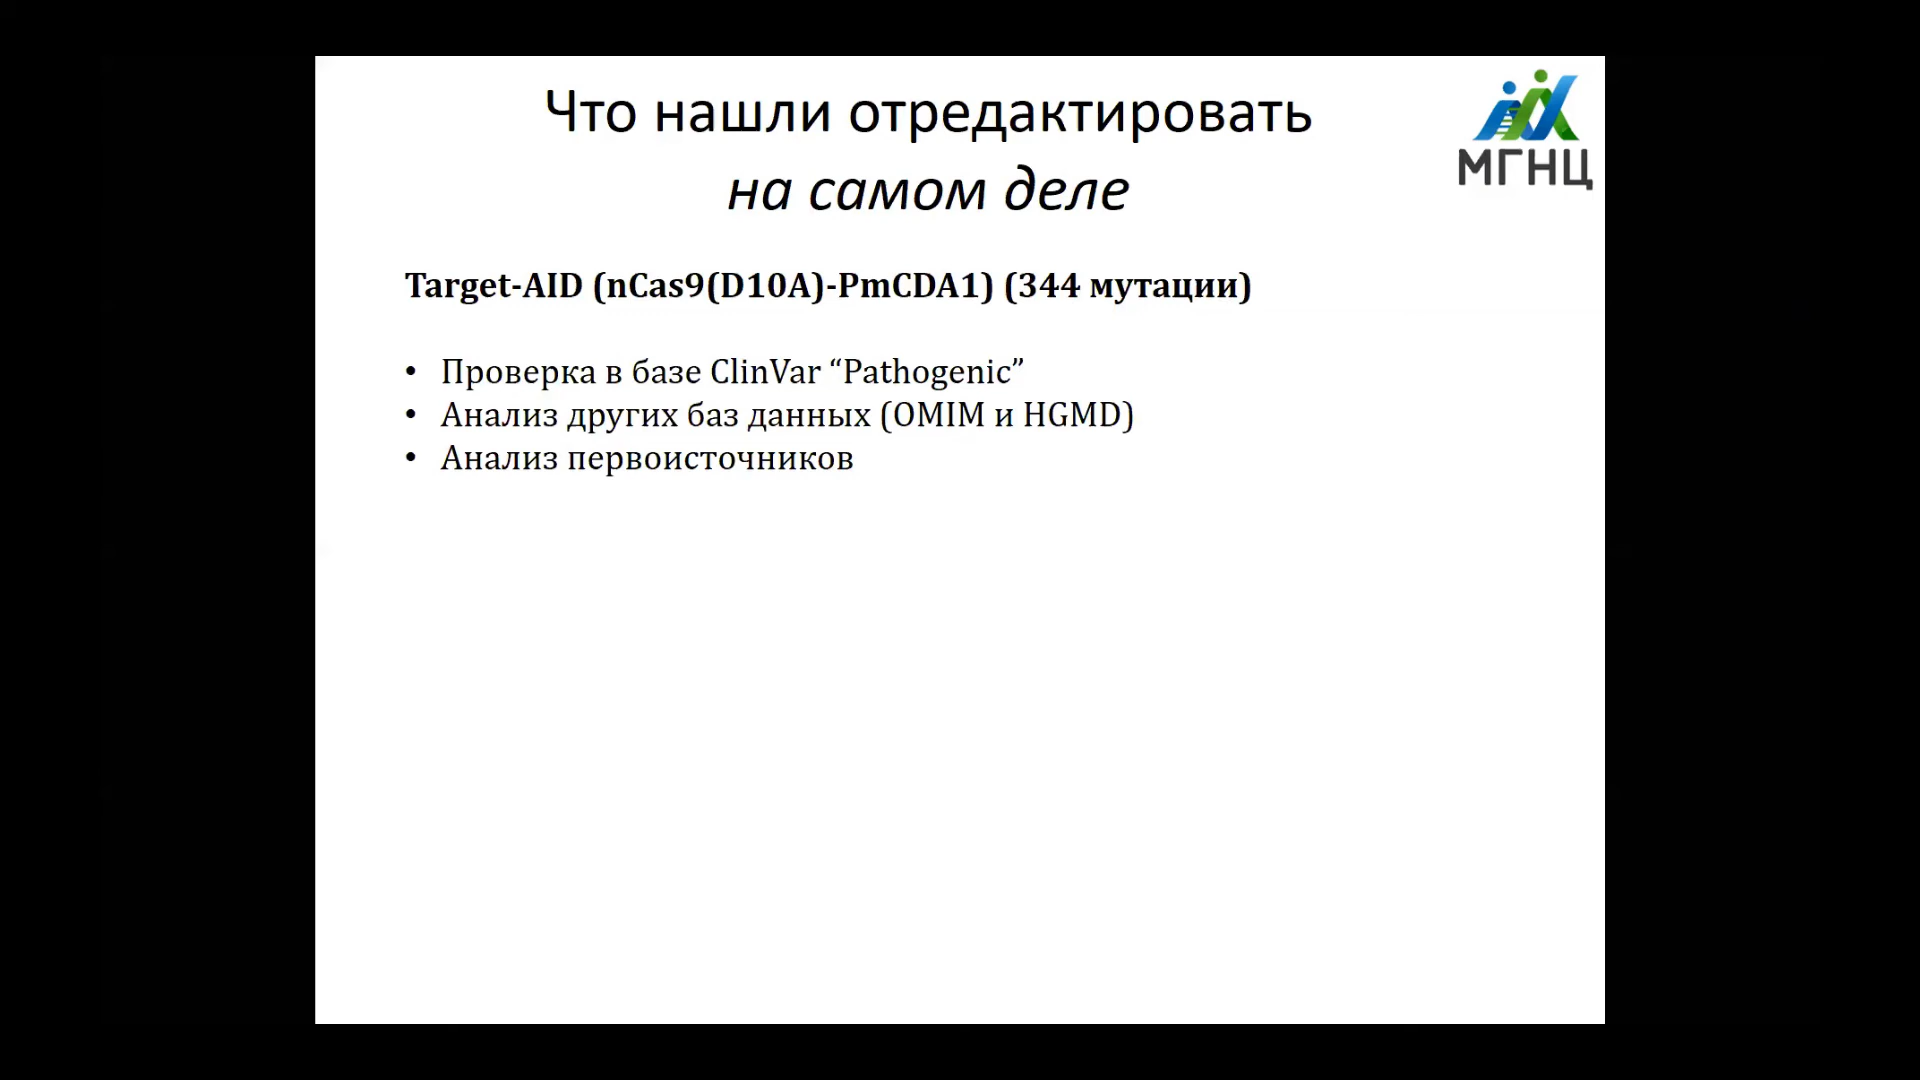 Что нашли отредактировать
на самом деле
МГНЦ
Target-AID (nCas9(D10A)-PmCDA1) (344 мутации)
• Проверка в базе ClinVar “Pathogenic”
• Анализ других баз данных (OMIM и HGMD)
• Анализ первоисточников